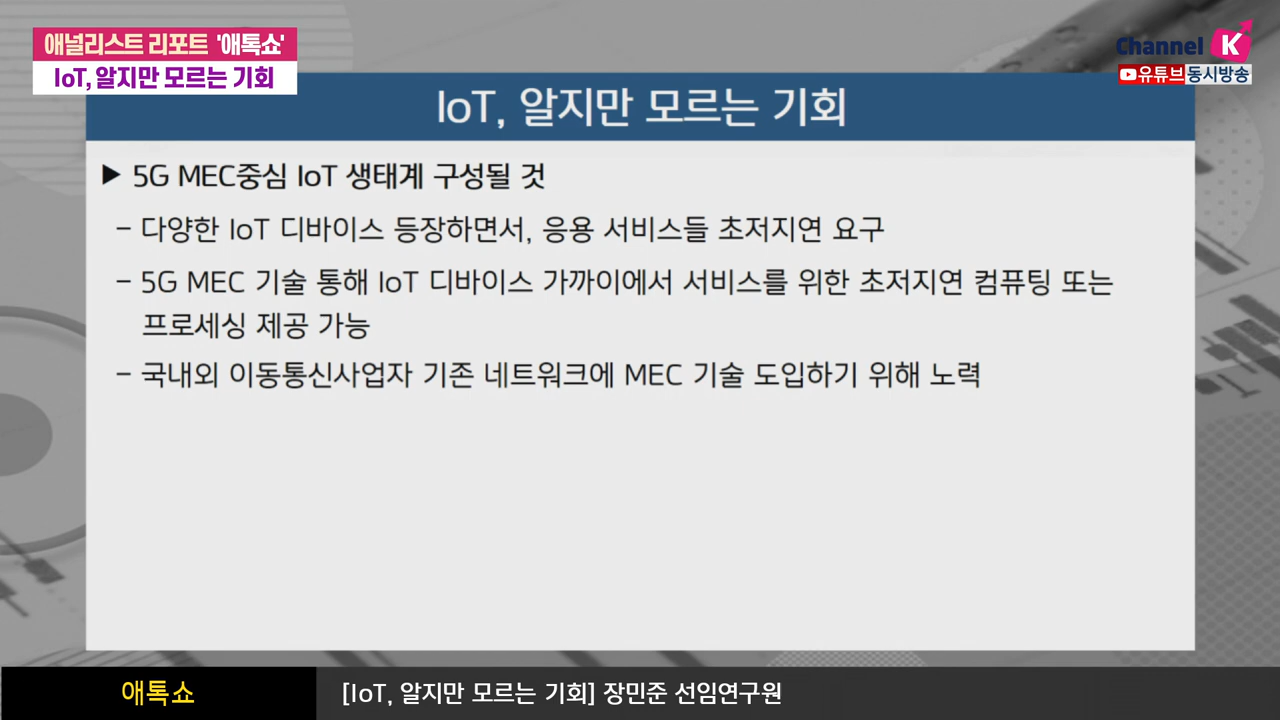 애널리스트 리포트 '애톡쇼'
IoT, 알지만 모르는 기회
Channel K
유튜브동시방송
IoT, 알지만 모르는 기회
▶ 5G MEC중심 IoT 생태계 구성될 것
– 다양한 IoT 디바이스 등장하면서, 응용 서비스들 초저지연 요구
– 5G MEC 기술 통해 IoT 디바이스 가까이에서 서비스를 위한 초저지연 컴퓨팅 또는
프로세싱 제공 가능
– 국내외 이동통신사업자 기존 네트워크에 MEC 기술 도입하기 위해 노력
애톡쇼
[IoT, 알지만 모르는 기회] 장민준 선임연구원